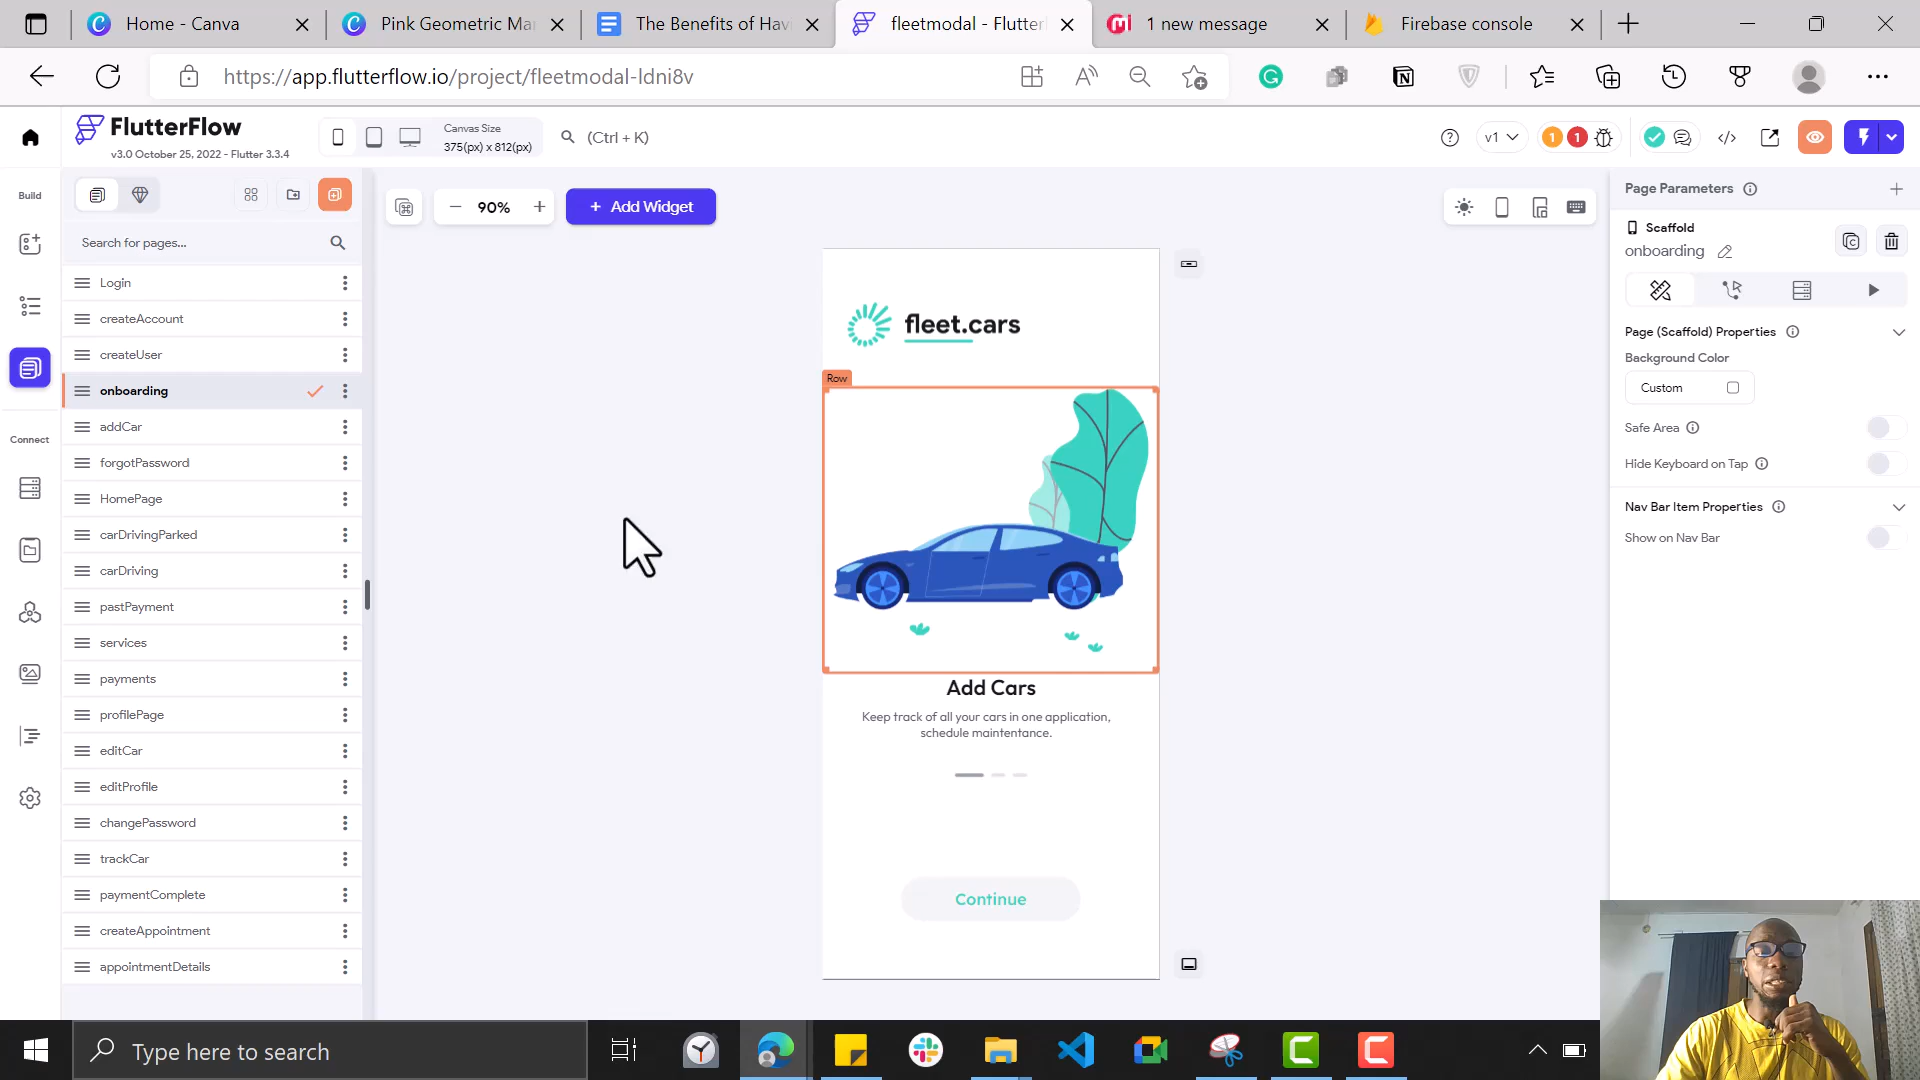 Home - Canva
Pink Geometric Ma
The Benefits of Hav
fleetmodal - Flutter
1 new message
Firebase console
https://app.flutterflow.io/project/fleetmodal-ldni8v
FlutterFlow
v3.0 October 25, 2022 - Flutter 3.3.4
Canvas Size
375(px) x 812(px)
(Ctrl + K)
v1
1
1
Build
Connect
Search for pages...
Login
createAccount
createUser
onboarding
addCar
forgotPassword
HomePage
carDrivingParked
carDriving
pastPayment
services
payments
profilePage
editCar
editProfile
changePassword
trackCar
paymentComplete
createAppointment
appointmentDetails
90%
+ Add Widget
fleet.cars
Row
Add Cars
Keep track of all your cars in one application,
schedule maintentance.
Continue
Page Parameters
Scaffold
onboarding
Page (Scaffold) Properties
Background Color
Custom
Safe Area
Hide Keyboard on Tap
Nav Bar Item Properties
Show on Nav Bar
Type here to search